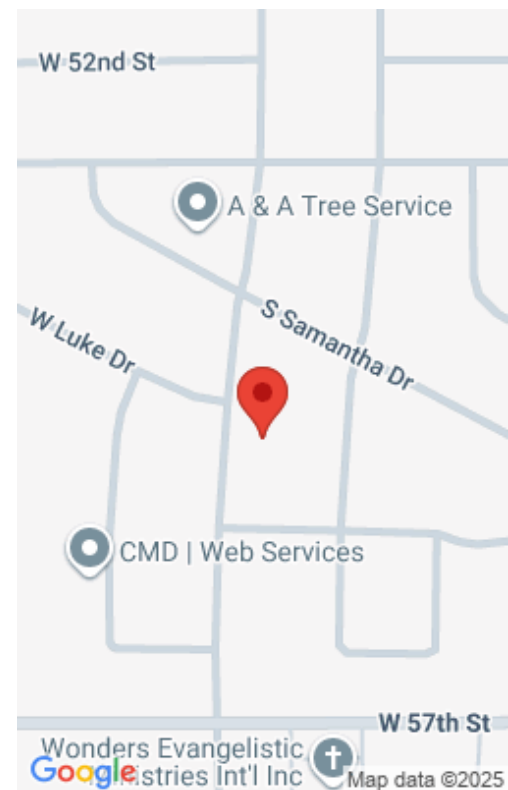 W 52nd St
A & A Tree Service
S Samantha Dr
W Luke Dr
CMD | Web Services
W 57th St
Wonders Evangelistic
Ministries Int'l Inc
Google
Map data ©2025